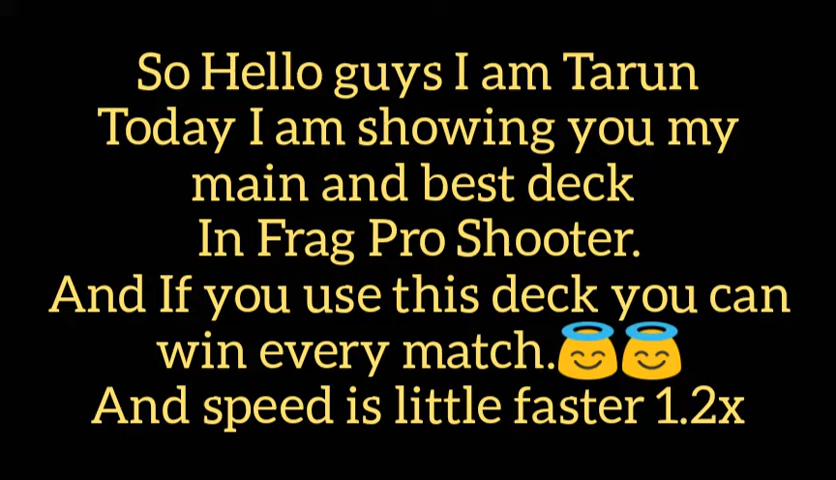 So Hello guys I am Tarun
Today I am showing you my
main and best deck
In Frag Pro Shooter.
And If you use this deck you can
win every match.😇😇
And speed is little faster 1.2x